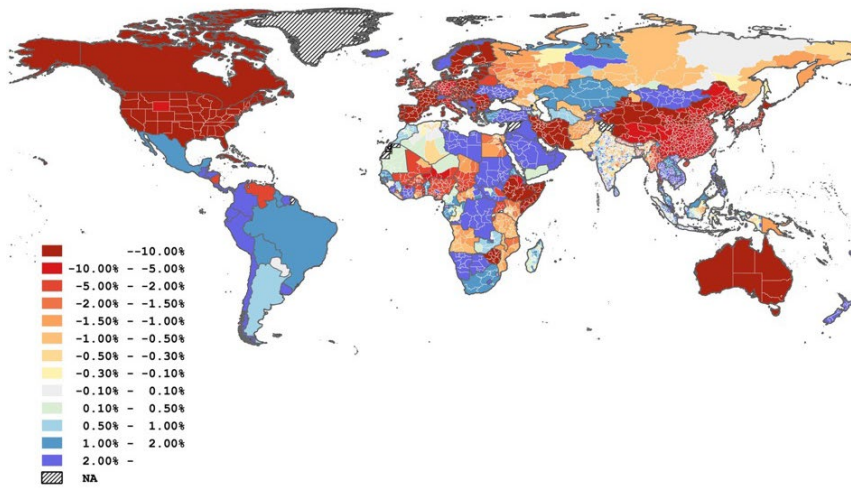 --10.00%
-10.00% - -5.00%
-5.00% - -2.00%
-2.00% - -1.50%
-1.50% - -1.00%
-1.00% - -0.50%
-0.50% - -0.30%
-0.30% - -0.10%
-0.10% - 0.10%
0.10% - 0.50%
0.50% - 1.00%
1.00% - 2.00%
2.00% -
NA